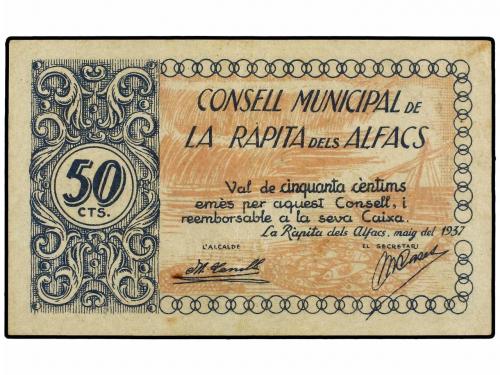 CONSELL MUNICIPAL DE
LA RÀPITA DELS ALFACS
50
CTS.
Val de cinquanta cèntims
emès per aquest Consell, i
reemborsable a la seva Caixa.
La Ràpita dels Alfacs, maig del 1937
L'ALCALDE
EL SECRETARI